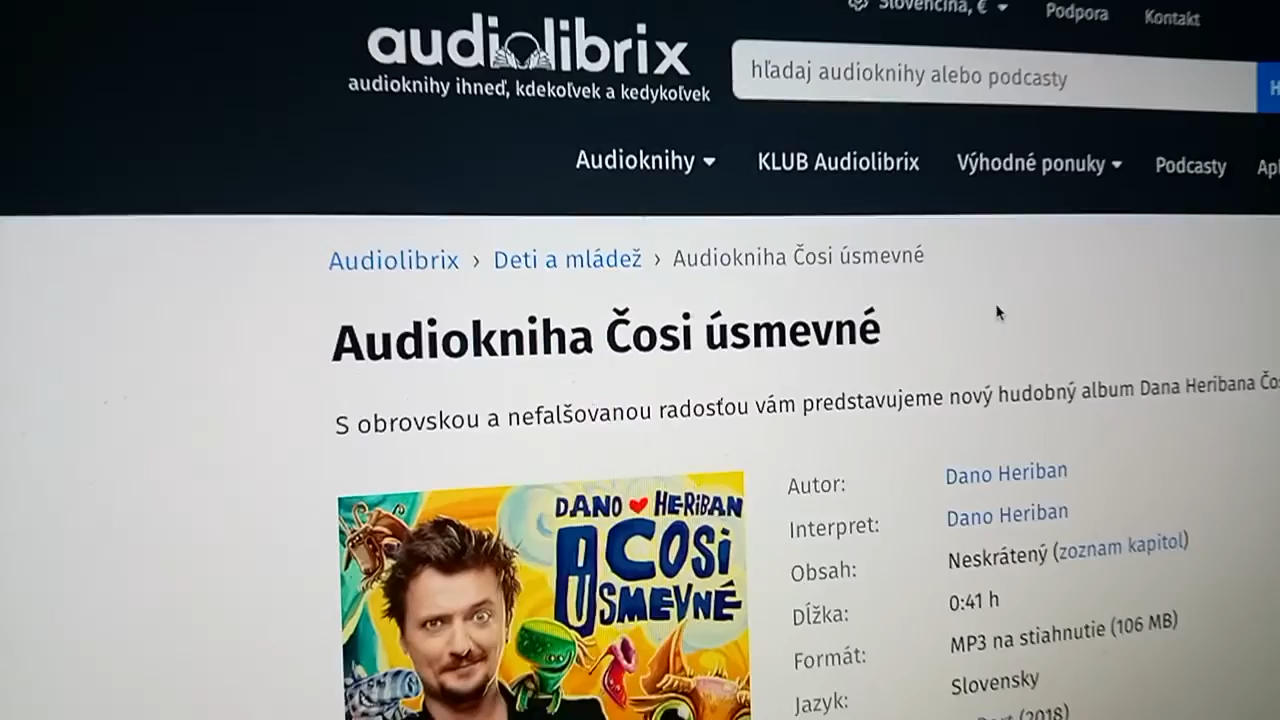 Slovenčina, €
Podpora
Kontakt
audiolibrix
audioknihy ihneď, kdekoľvek a kedykoľvek
hľadaj audioknihy alebo podcasty
H
Audioknihy
KLUB Audiolibrix
Výhodné ponuky
Podcasty
Apl
Audiolibrix › Deti a mládež › Audiokniha Čosi úsmevné
Audiokniha Čosi úsmevné
S obrovskou a nefalšovanou radosťou vám predstavujeme nový hudobný album Dana Heribana Čo
DANO HERIBAN
ČOSI
ÚSMEVNÉ
Autor: Dano Heriban
Interpret: Dano Heriban
Obsah: Neskrátený (zoznam kapitol)
Dĺžka: 0:41 h
Formát: MP3 na stiahnutie (106 MB)
Jazyk: Slovensky
(2018)